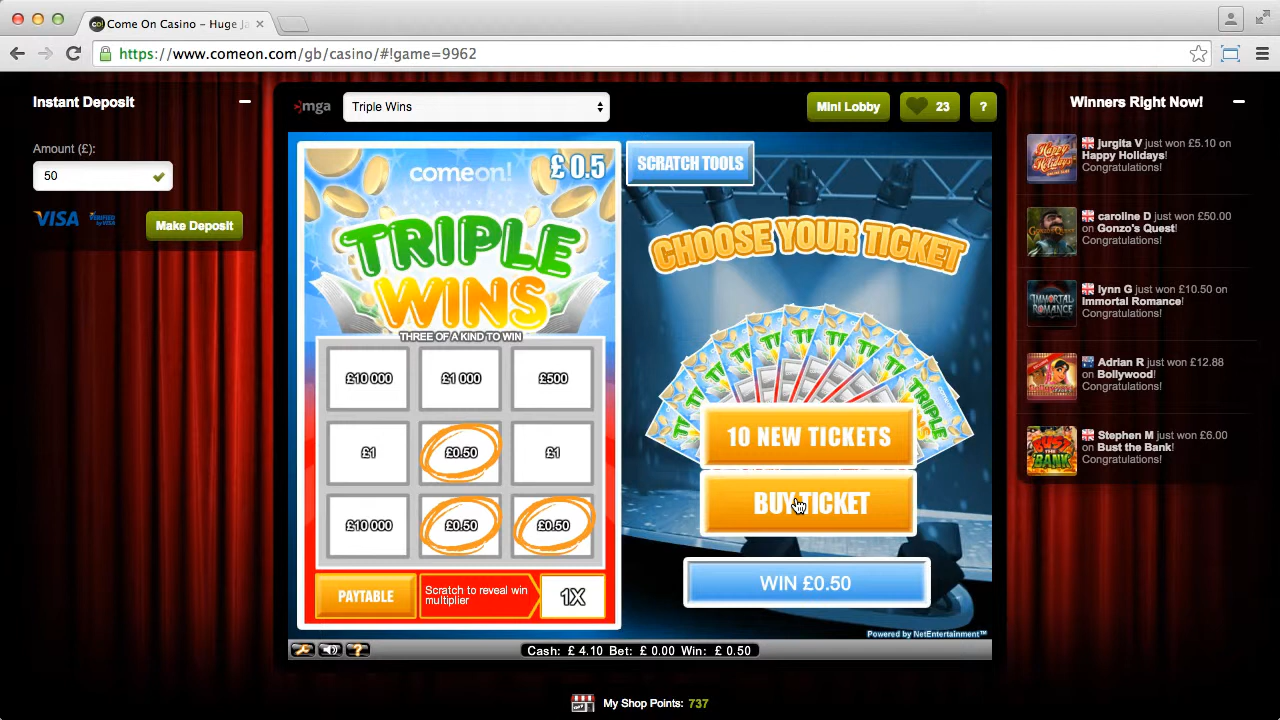 Come On Casino – Huge Ja
https://www.comeon.com/gb/casino/#!game=9962
Instant Deposit
Amount (£):
50
VISA
VERIFIED by VISA
Make Deposit
mga
Triple Wins
Mini Lobby
23
?
comeon!
£0.5
TRIPLE
WINS
THREE OF A KIND TO WIN
£10 000
£1 000
£500
£1
£0.50
£1
£10 000
£0.50
£0.50
PAYTABLE
Scratch to reveal win
multiplier
1X
SCRATCH TOOLS
CHOOSE YOUR TICKET
TRIPLE
10 NEW TICKETS
BUY TICKET
WIN £0.50
Powered by NetEntertainment™
?
Cash: £ 4.10 Bet: £ 0.00 Win: £ 0.50
Winners Right Now!
jurgita V just won £5.10 on
Happy Holidays!
Congratulations!
caroline D just won £50.00
on Gonzo's Quest!
Congratulations!
lynn G just won £10.50 on
Immortal Romance!
Congratulations!
IMMORTAL
ROMANCE
Adrian R just won £12.88
on Bollywood!
Congratulations!
Stephen M just won £6.00
on Bust the Bank!
Congratulations!
My Shop Points: 737